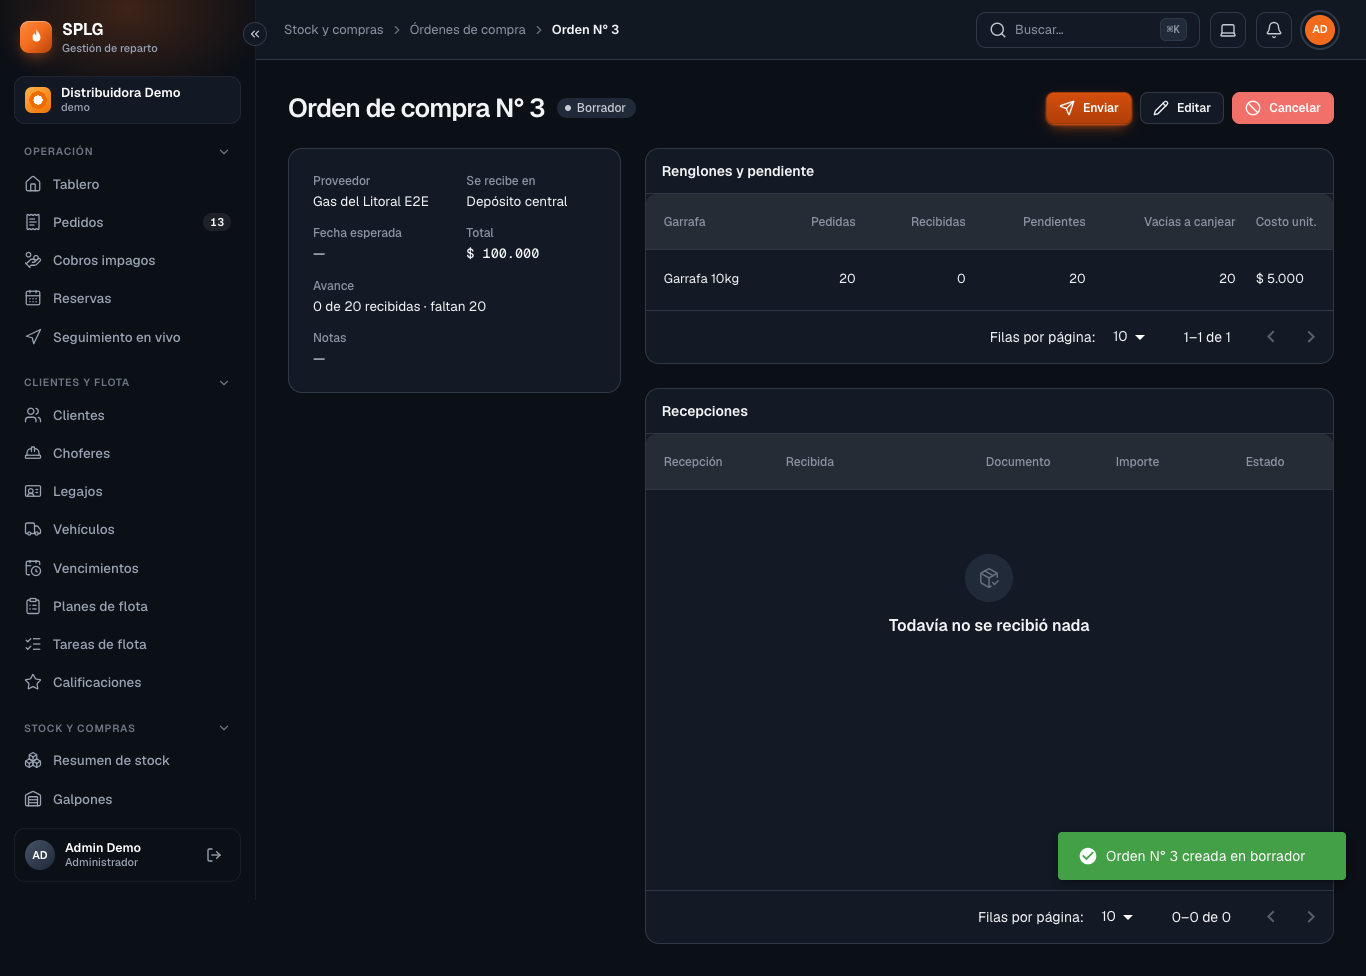 SPLG
Gestión de reparto
Distribuidora Demo
demo
OPERACIÓN
Tablero
Pedidos 13
Cobros impagos
Reservas
Seguimiento en vivo
CLIENTES Y FLOTA
Clientes
Choferes
Legajos
Vehículos
Vencimientos
Planes de flota
Tareas de flota
Calificaciones
STOCK Y COMPRAS
Resumen de stock
Galpones
AD Admin Demo
Administrador
Stock y compras > Órdenes de compra > Orden N° 3
Buscar... ⌘K
AD
Orden de compra N° 3 Borrador
Enviar Editar Cancelar
Proveedor Se recibe en
Gas del Litoral E2E Depósito central
Fecha esperada Total
— $ 100.000
Avance
0 de 20 recibidas · faltan 20
Notas
—
Renglones y pendiente
Garrafa Pedidas Recibidas Pendientes Vacías a canjear Costo unit.
Garrafa 10kg 20 0 20 20 $ 5.000
Filas por página: 10 1–1 de 1
Recepciones
Recepción Recibida Documento Importe Estado
Todavía no se recibió nada
Orden N° 3 creada en borrador
Filas por página: 10 0–0 de 0